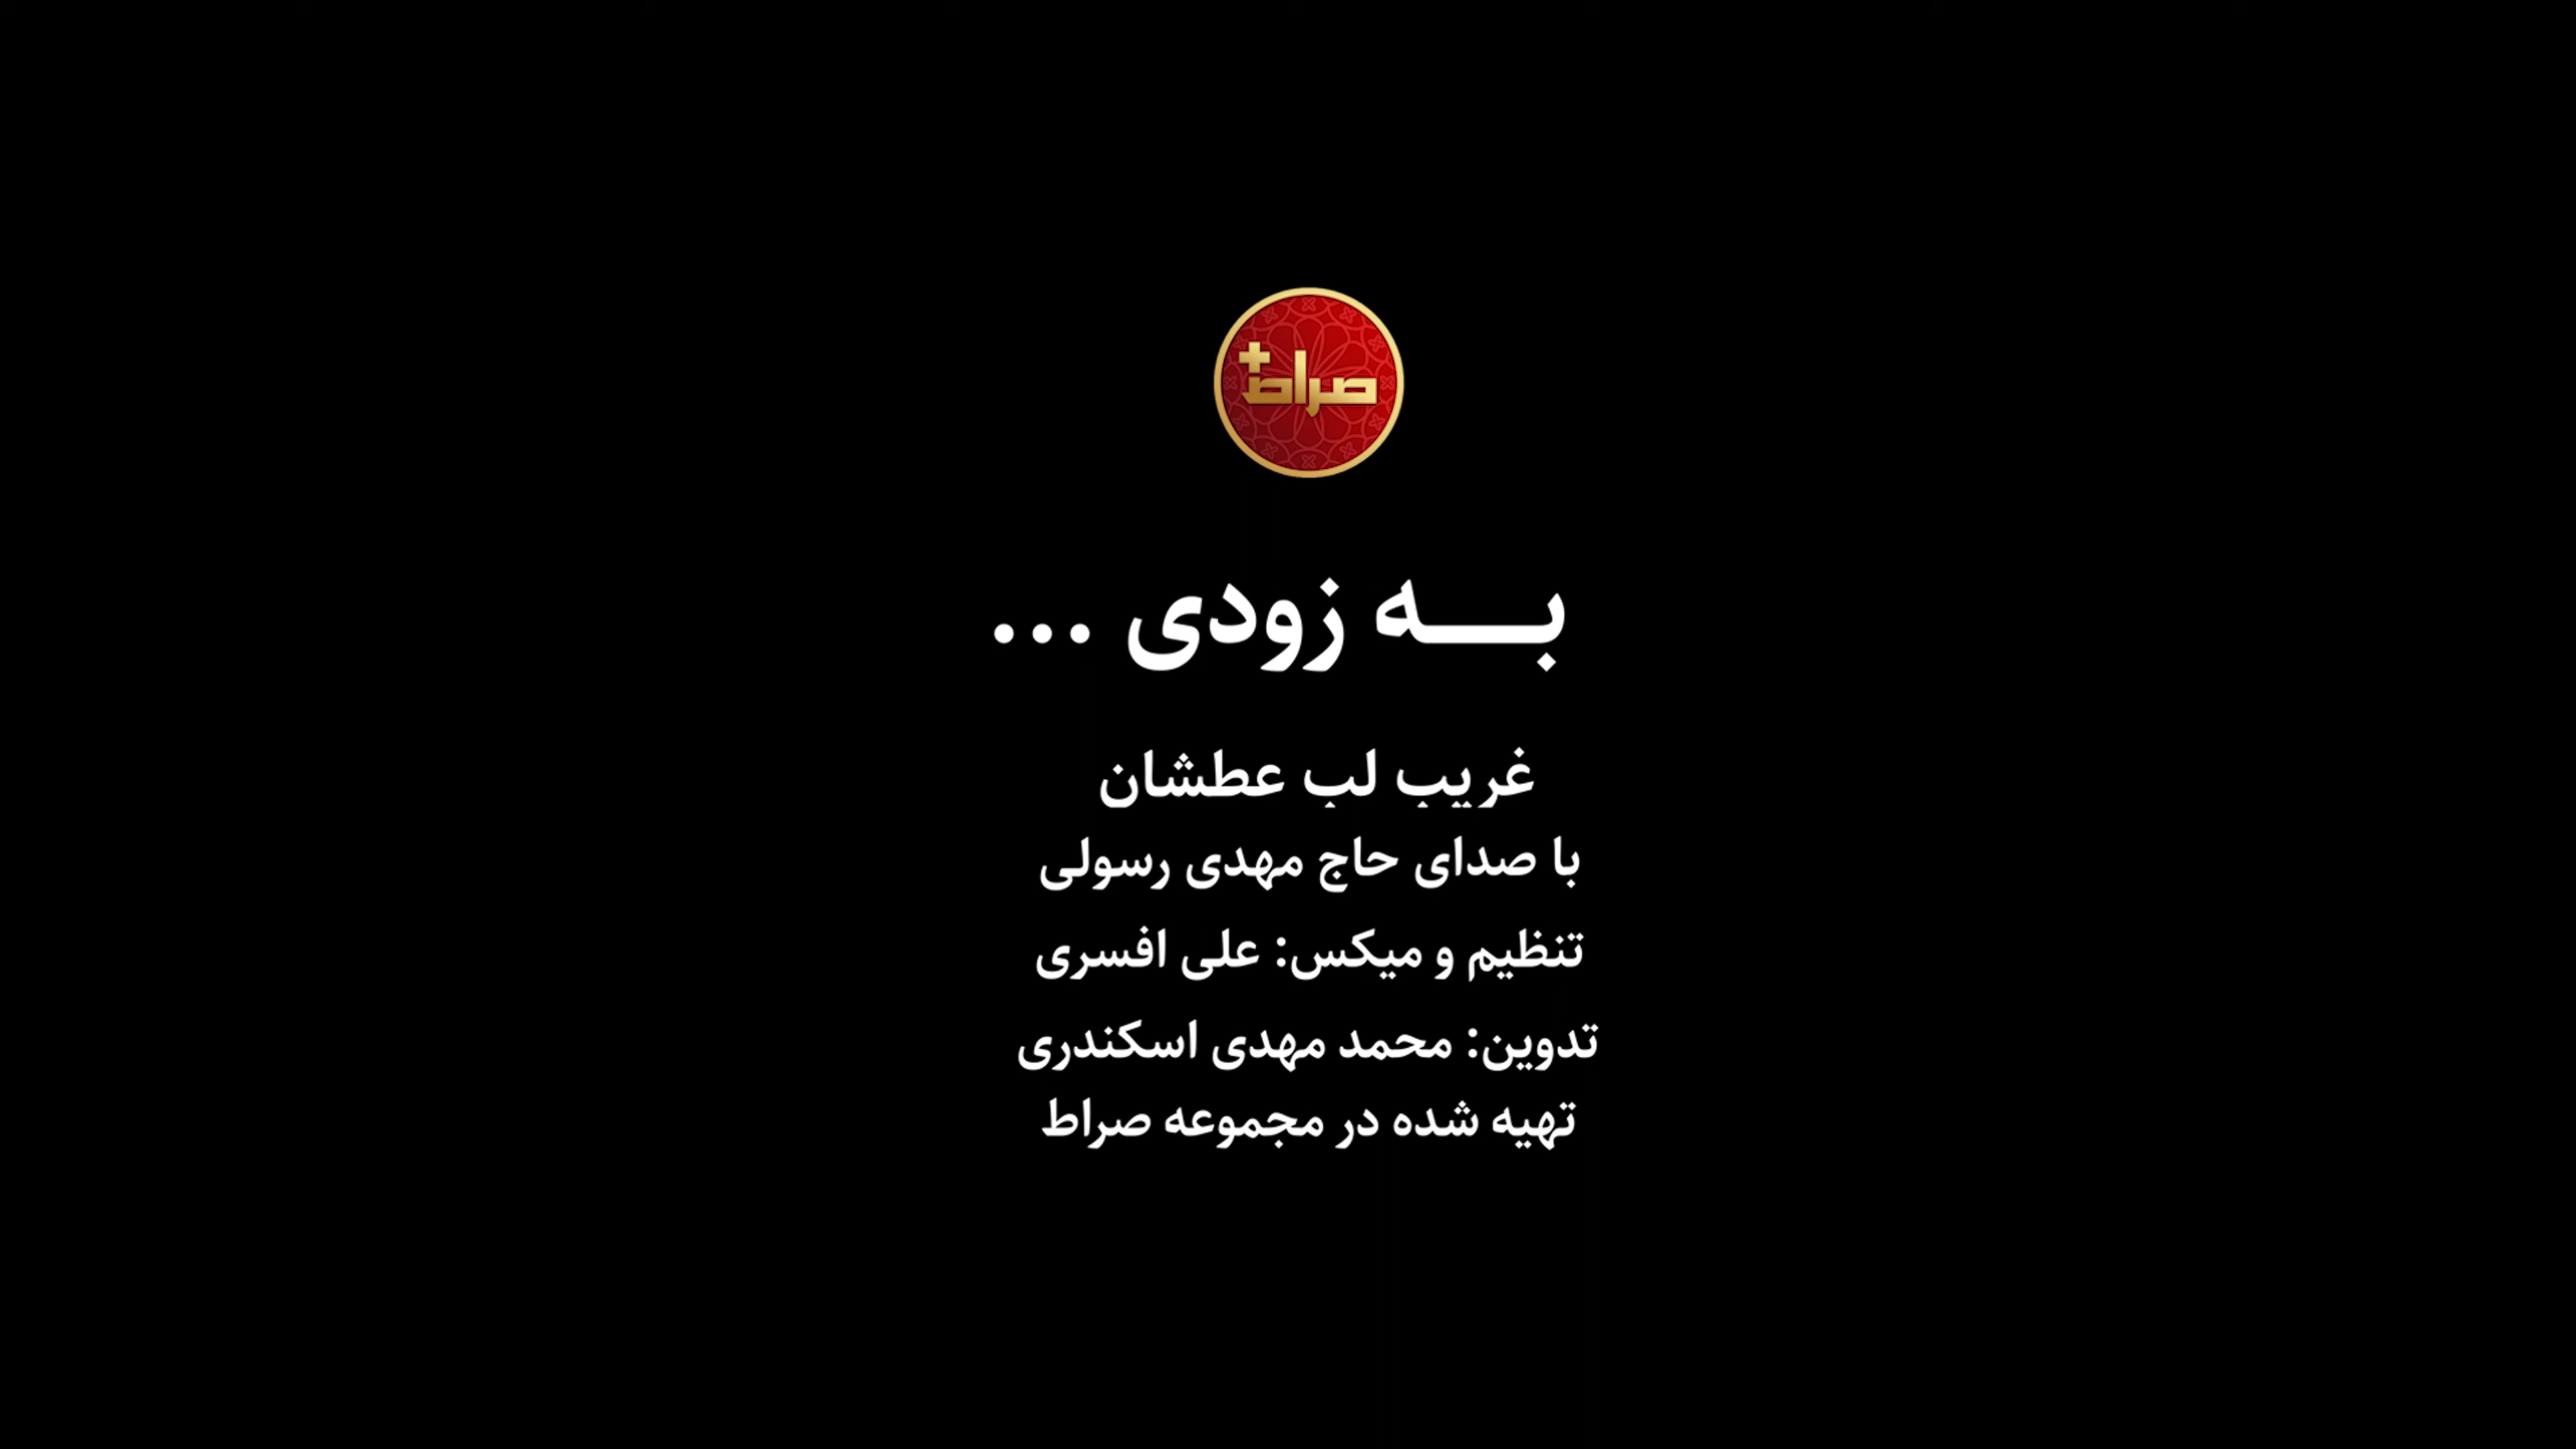 صراط+
به زودی ...
غریب لب عطشان
با صدای حاج مهدی رسولی
تنظیم و میکس: علی افسری
تدوین: محمد مهدی اسکندری
تهیه شده در مجموعه صراط